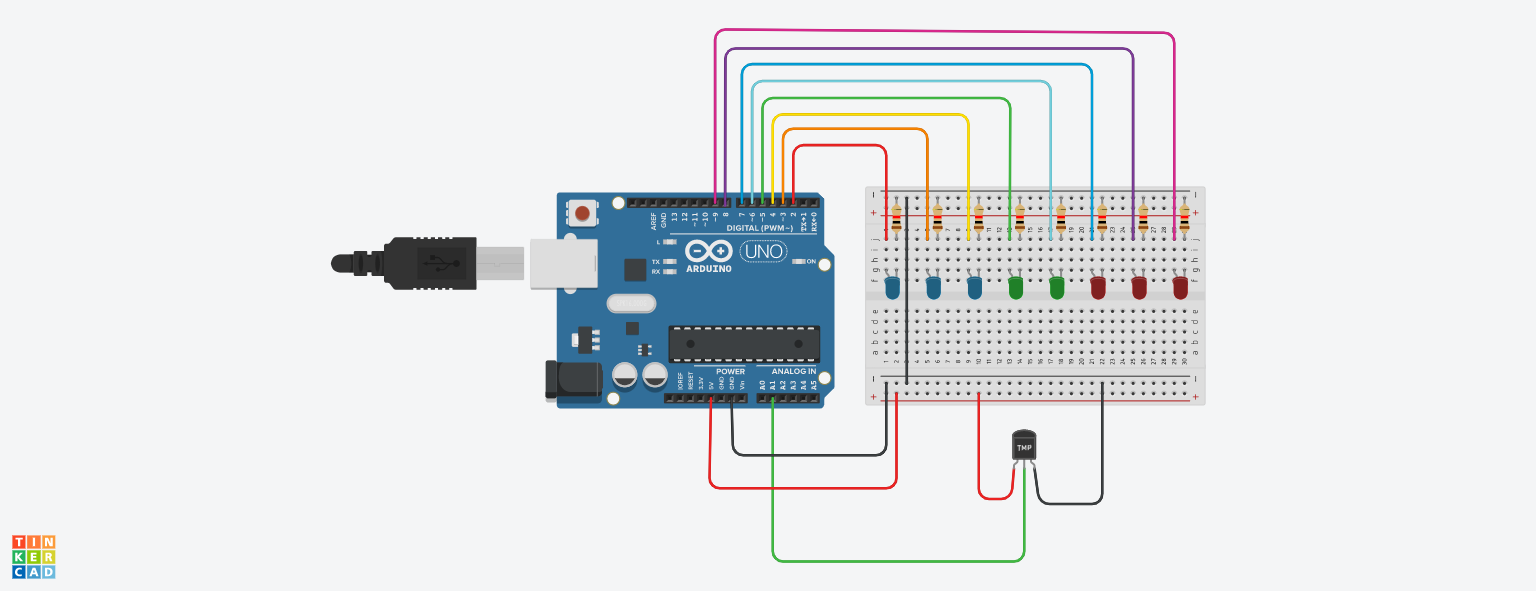 AREF
GND
13
12
~11
~10
~9
8
7
~6
~5
4
~3
2
TX→1
RX←0
DIGITAL (PWM~)
L
TX
RX
ARDUINO
UNO
ON
POWER
ANALOG IN
IOREF
RESET
3.3V
5V
GND
GND
Vin
A0
A1
A2
A3
A4
A5
j
i
h
g
f
e
d
c
b
a
TMP
TIN
KER
CAD